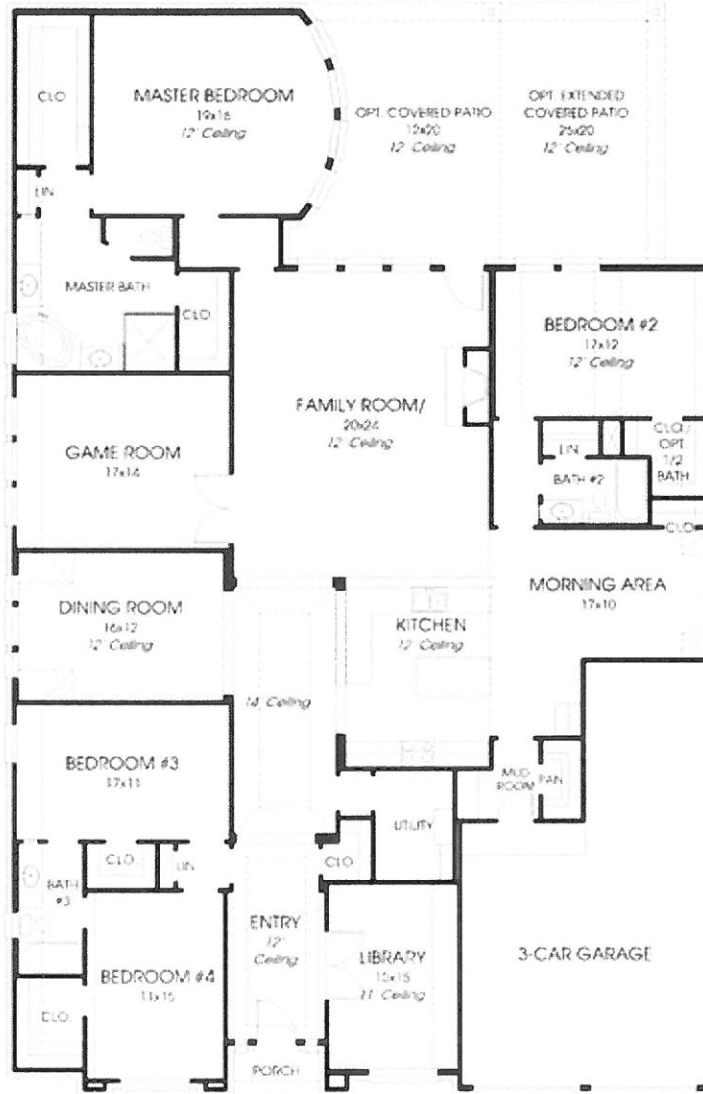 CLO
MASTER BEDROOM
19x16
12' Ceiling
OPT. COVERED PATIO
12x20
12' Ceiling
OPT. EXTENDED
COVERED PATIO
25x20
12' Ceiling
LIN
MASTER BATH
CLO
BEDROOM #2
17x12
12' Ceiling
FAMILY ROOM/
20x24
12' Ceiling
GAME ROOM
17x14
LIN
CLO /
OPT
1/2
BATH
BATH #2
CLO
DINING ROOM
16x12
12' Ceiling
KITCHEN
12' Ceiling
MORNING AREA
17x10
14' Ceiling
BEDROOM #3
17x11
MUD
ROOM
PAN
UTILITY
CLO
LIN
CLO
BATH
#3
ENTRY
12'
Ceiling
LIBRARY
11' Ceiling
3-CAR GARAGE
BEDROOM #4
11x15
CLO
PORCH